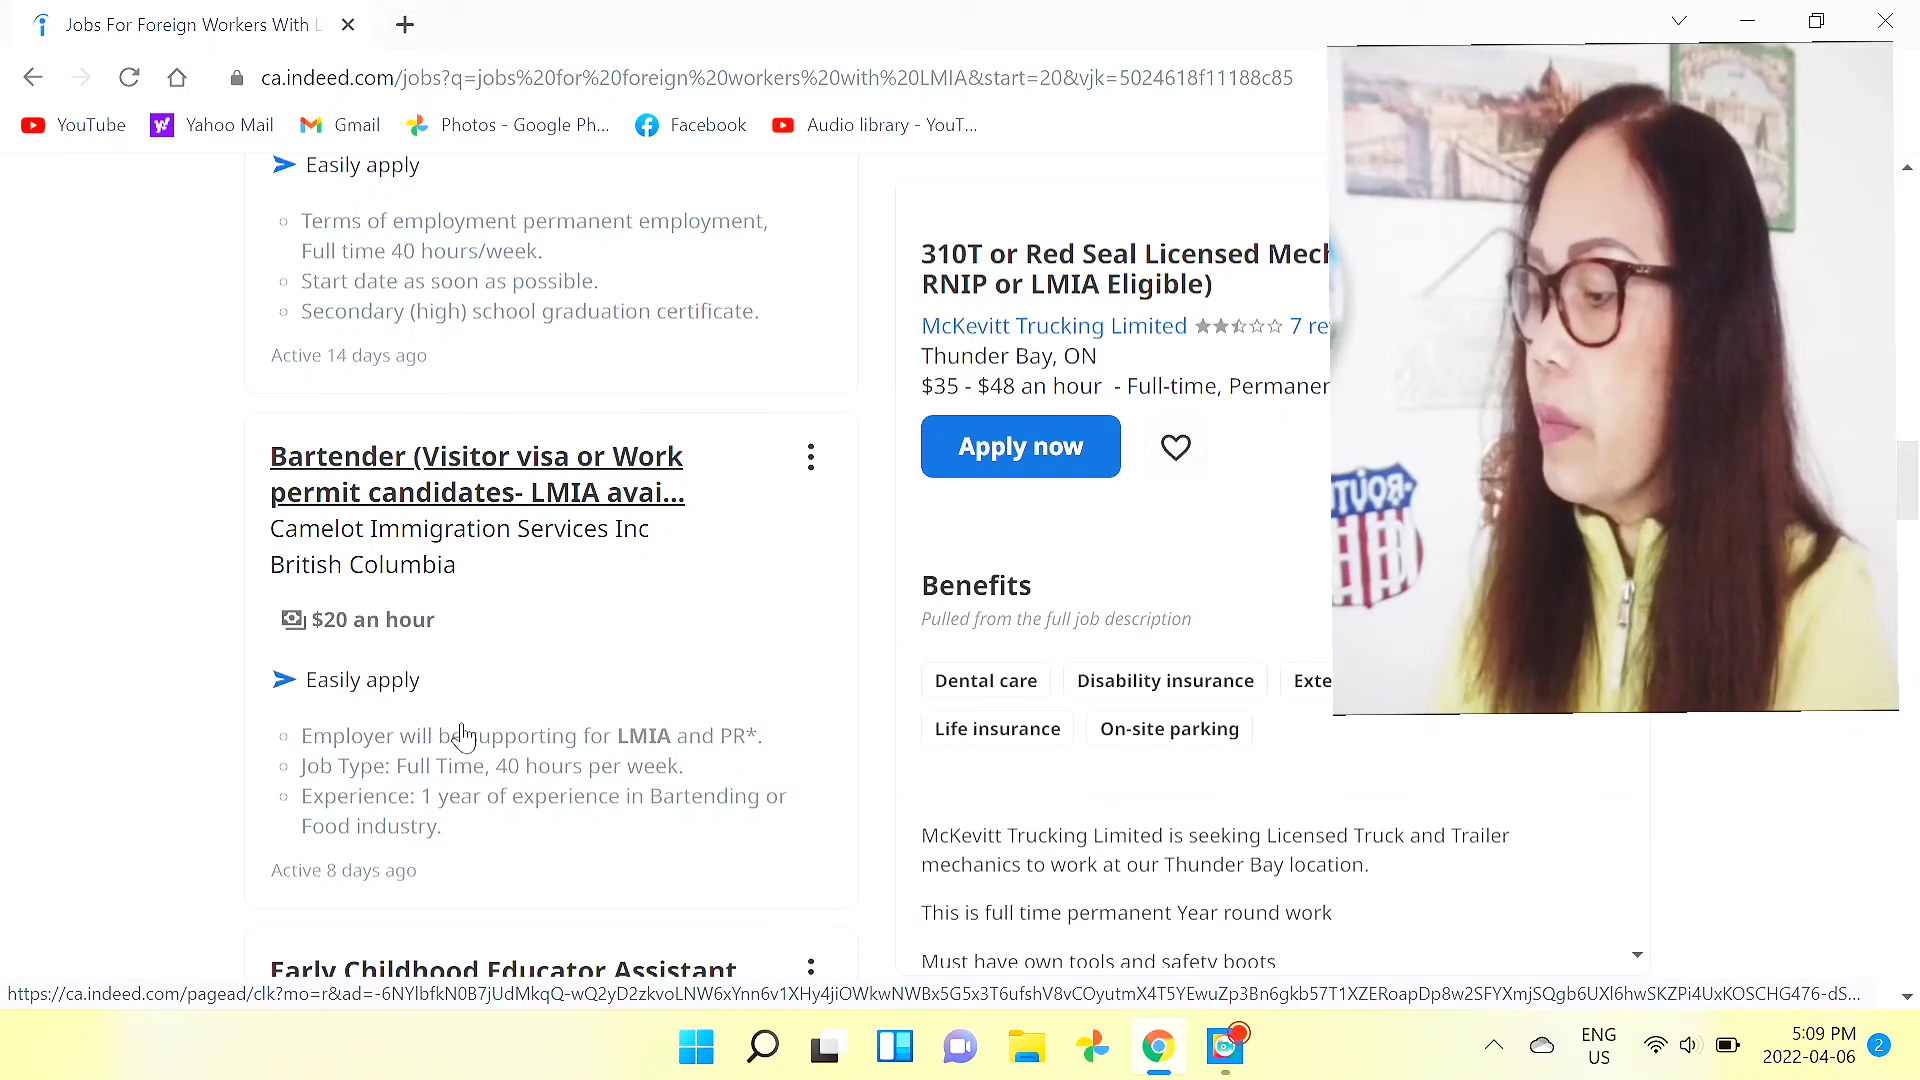 Jobs For Foreign Workers With L
ca.indeed.com/jobs?q=jobs%20for%20foreign%20workers%20with%20LMIA&start=20&vjk=5024618f11188c85
YouTube
Yahoo Mail
Gmail
Photos - Google Ph...
Facebook
Audio library - YouT...
Easily apply
Terms of employment permanent employment,
Full time 40 hours/week.
Start date as soon as possible.
Secondary (high) school graduation certificate.
Active 14 days ago
Bartender (Visitor visa or Work
permit candidates- LMIA avai...
Camelot Immigration Services Inc
British Columbia
$20 an hour
Easily apply
Employer will be supporting for LMIA and PR*.
Job Type: Full Time, 40 hours per week.
Experience: 1 year of experience in Bartending or
Food industry.
Active 8 days ago
Early Childhood Educator Assistant
310T or Red Seal Licensed Mech
RNIP or LMIA Eligible)
McKevitt Trucking Limited 7 re
Thunder Bay, ON
$35 - $48 an hour - Full-time, Permanen
Apply now
Benefits
Pulled from the full job description
Dental care
Disability insurance
Exte
Life insurance
On-site parking
McKevitt Trucking Limited is seeking Licensed Truck and Trailer
mechanics to work at our Thunder Bay location.
This is full time permanent Year round work
Must have own tools and safety boots
ENG
US
5:09 PM
2022-04-06
2